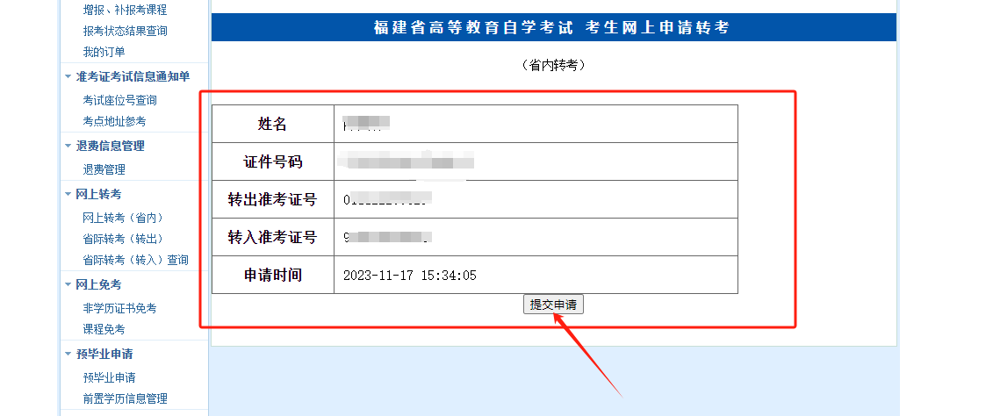 增报、补报考课程
报考状态结果查询
我的订单
准考证考试信息通知单
考试座位号查询
考点地址参考
退费信息管理
退费管理
网上转考
网上转考（省内）
省际转考（转出）
省际转考（转入）查询
网上免考
非学历证书免考
课程免考
预毕业申请
预毕业申请
前置学历信息管理
福建省高等教育自学考试 考生网上申请转考
（省内转考）
姓名
证件号码
转出准考证号
转入准考证号
申请时间 2023-11-17 15:34:05
提交申请